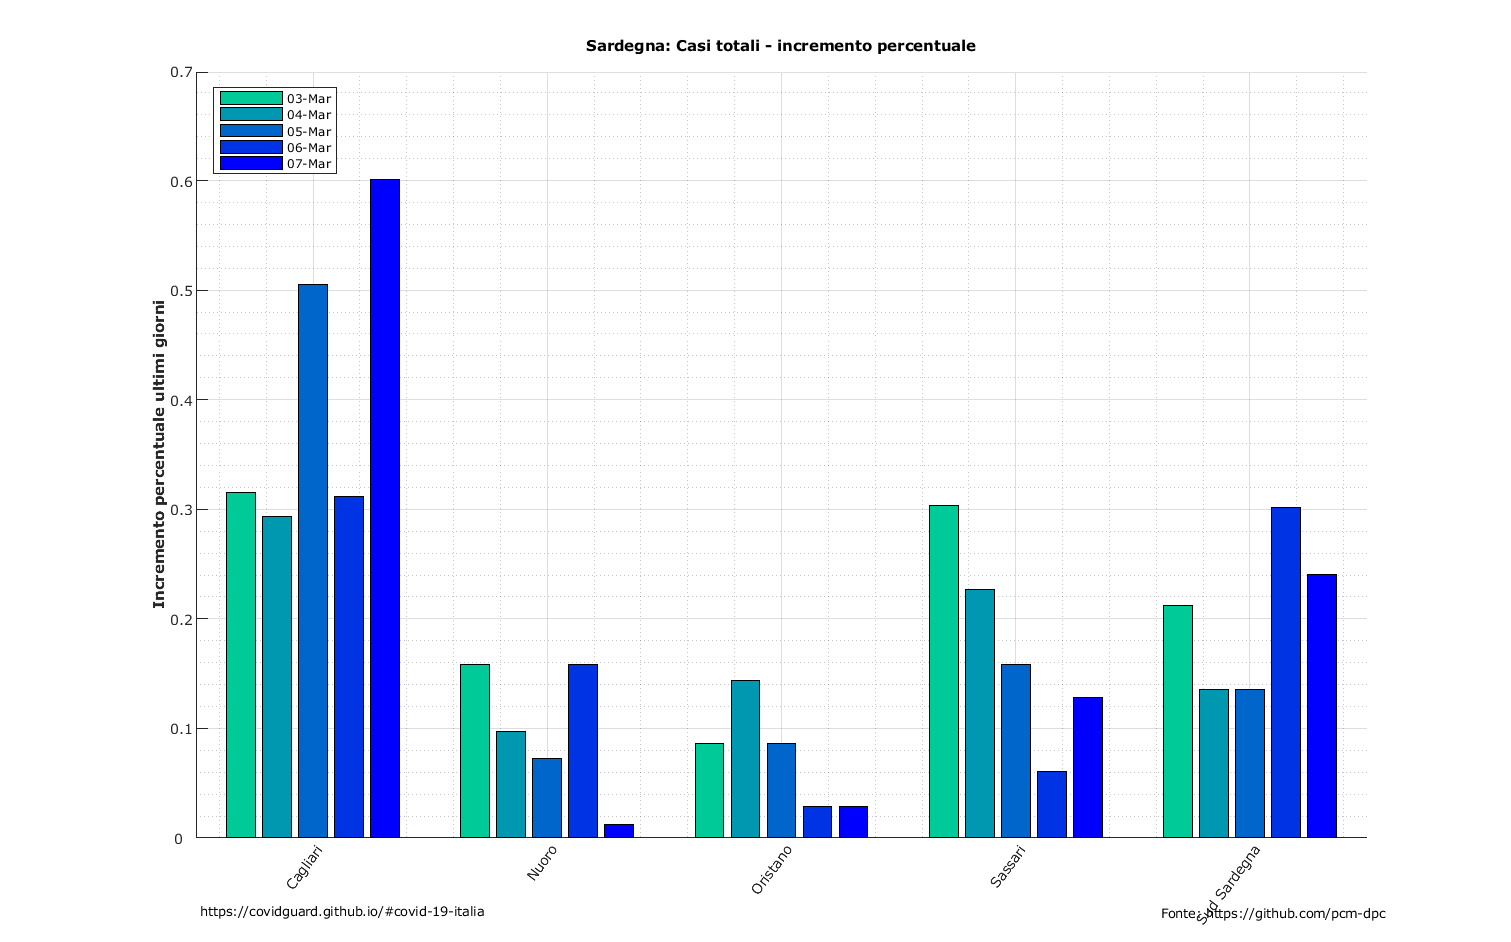 Sardegna: Casi totali - incremento percentuale
0.7
0.6
0.5
0.4
0.3
0.2
0.1
0
Incremento percentuale ultimi giorni
03-Mar
04-Mar
05-Mar
06-Mar
07-Mar
Cagliari
Nuoro
Oristano
Sassari
Sud Sardegna
https://covidguard.github.io/#covid-19-italia
Fonte: https://github.com/pcm-dpc